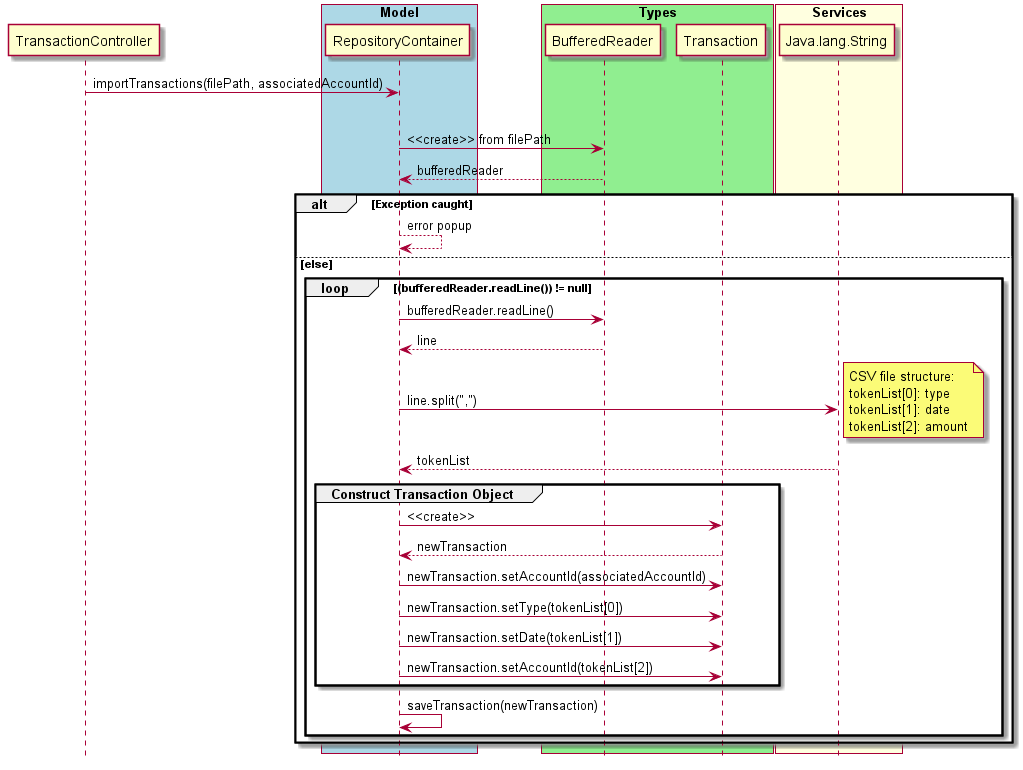 Model
Types
Services
TransactionController
RepositoryContainer
BufferedReader
Transaction
Java.lang.String
importTransactions(filePath, associatedAccountId)
<<create>> from filePath
bufferedReader
alt
[Exception caught]
error popup
[else]
loop
[(bufferedReader.readLine()) != null]
bufferedReader.readLine()
line
CSV file structure:
tokenList[0]: type
tokenList[1]: date
tokenList[2]: amount
line.split(",")
tokenList
Construct Transaction Object
<<create>>
newTransaction
newTransaction.setAccountId(associatedAccountId)
newTransaction.setType(tokenList[0])
newTransaction.setDate(tokenList[1])
newTransaction.setAccountId(tokenList[2])
saveTransaction(newTransaction)